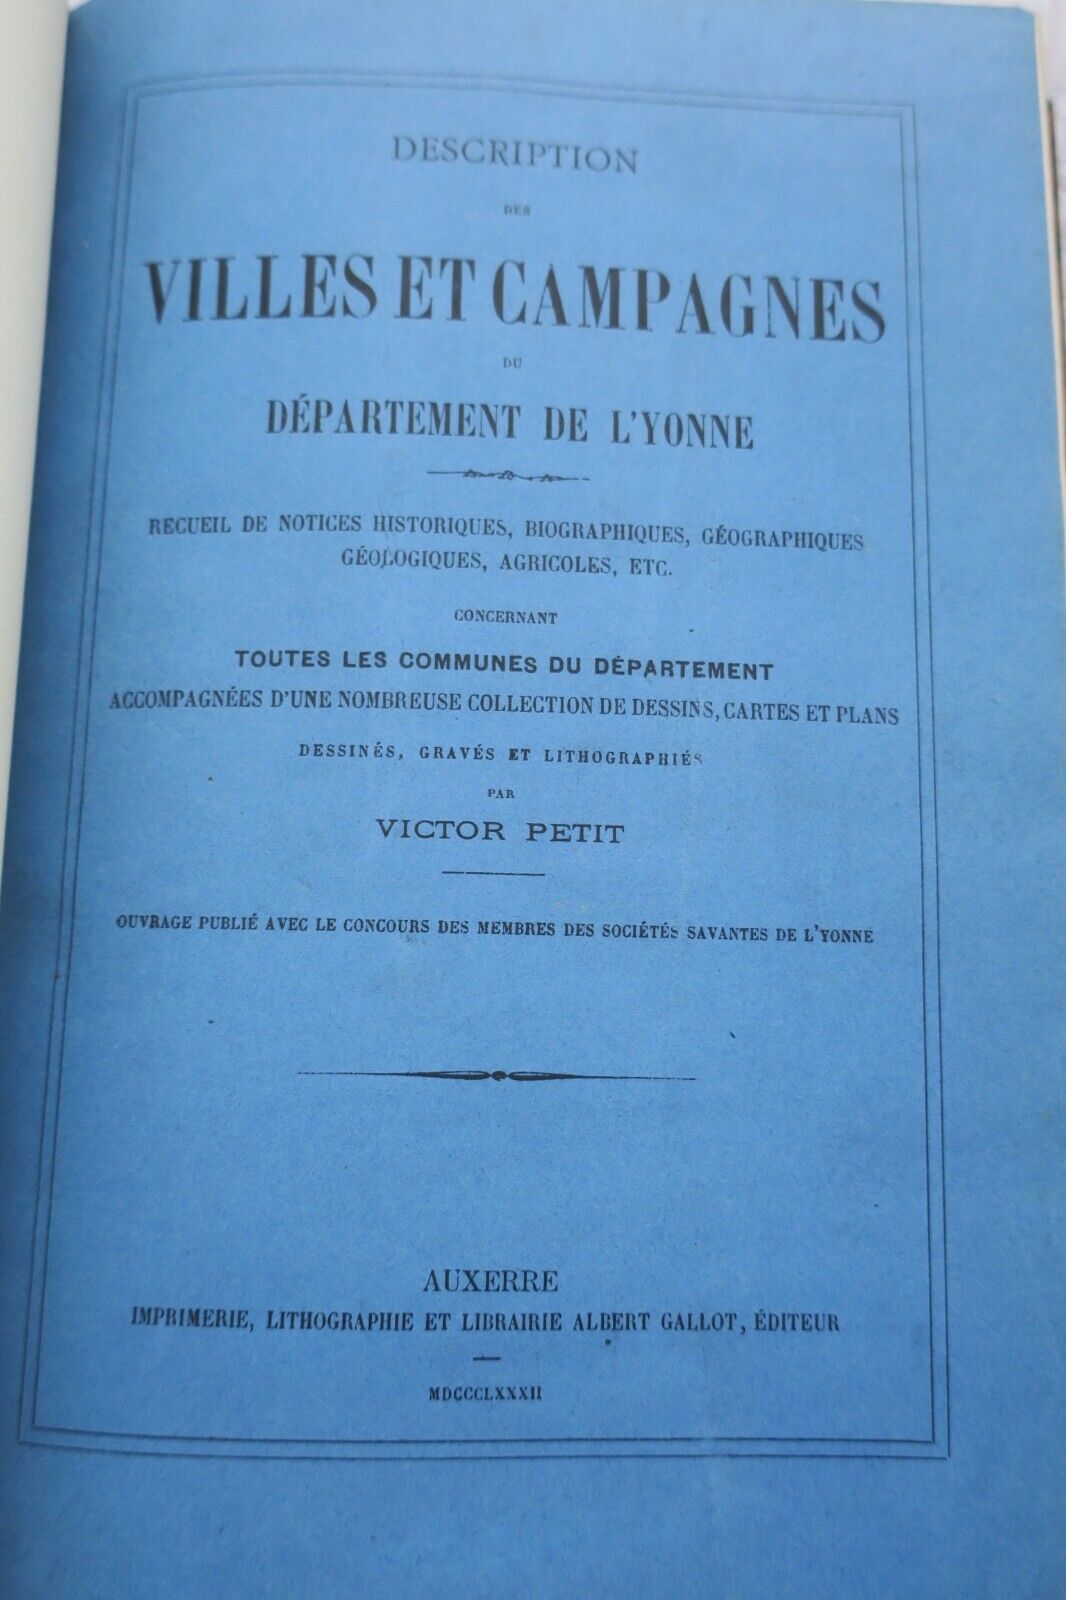 DESCRIPTION
DES
VILLES ET CAMPAGNES
DU
DÉPARTEMENT DE L'YONNE
RECUEIL DE NOTICES HISTORIQUES, BIOGRAPHIQUES, GÉOGRAPHIQUES
GÉOLOGIQUES, AGRICOLES, ETC.
CONCERNANT
TOUTES LES COMMUNES DU DÉPARTEMENT
ACCOMPAGNÉES D'UNE NOMBREUSE COLLECTION DE DESSINS, CARTES ET PLANS
DESSINÉS, GRAVÉS ET LITHOGRAPHIÉS
PAR
VICTOR PETIT
OUVRAGE PUBLIÉ AVEC LE CONCOURS DES MEMBRES DES SOCIÉTÉS SAVANTES DE L'YONNE
AUXERRE
IMPRIMERIE, LITHOGRAPHIE ET LIBRAIRIE ALBERT GALLOT, ÉDITEUR
MDCCCLXXXII